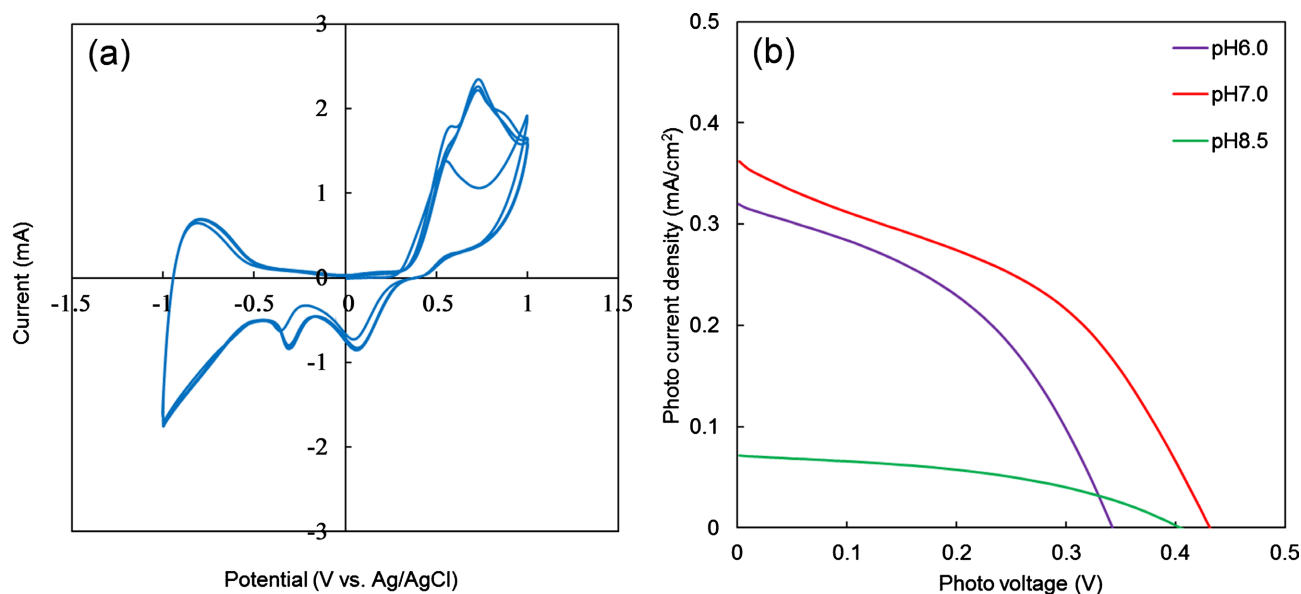 (a)
3
2
1
0
-1
-2
-3
-1.5
-1
-0.5
0
0.5
1
1.5
Current (mA)
Potential (V vs. Ag/AgCl)
(b)
pH6.0
pH7.0
pH8.5
0.5
0.4
0.3
0.2
0.1
0
0
0.1
0.2
0.3
0.4
0.5
Photo current density (mA/cm²)
Photo voltage (V)